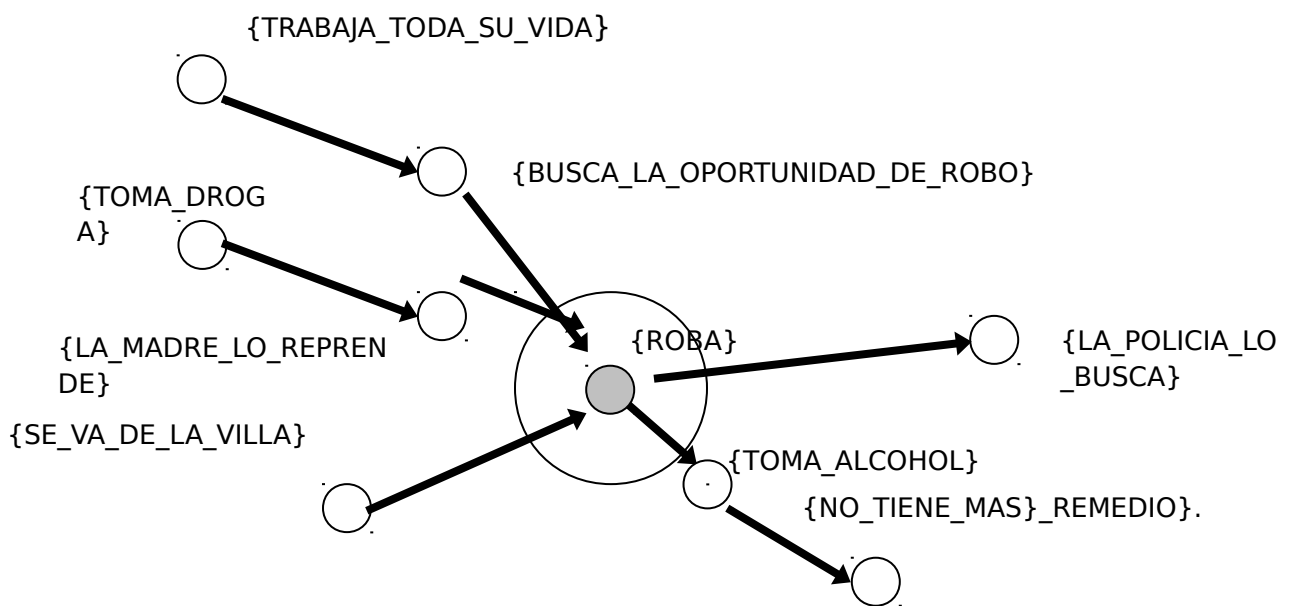 {TRABAJA_TODA_SU_VIDA}
{BUSCA_LA_OPORTUNIDAD_DE_ROBO}
{TOMA_DROG
A}
{ROBA}
{LA_MADRE_LO_REPREN
DE}
{LA_POLICIA_LO
_BUSCA}
{SE_VA_DE_LA_VILLA}
{TOMA_ALCOHOL}
{NO_TIENE_MAS}_REMEDIO}.